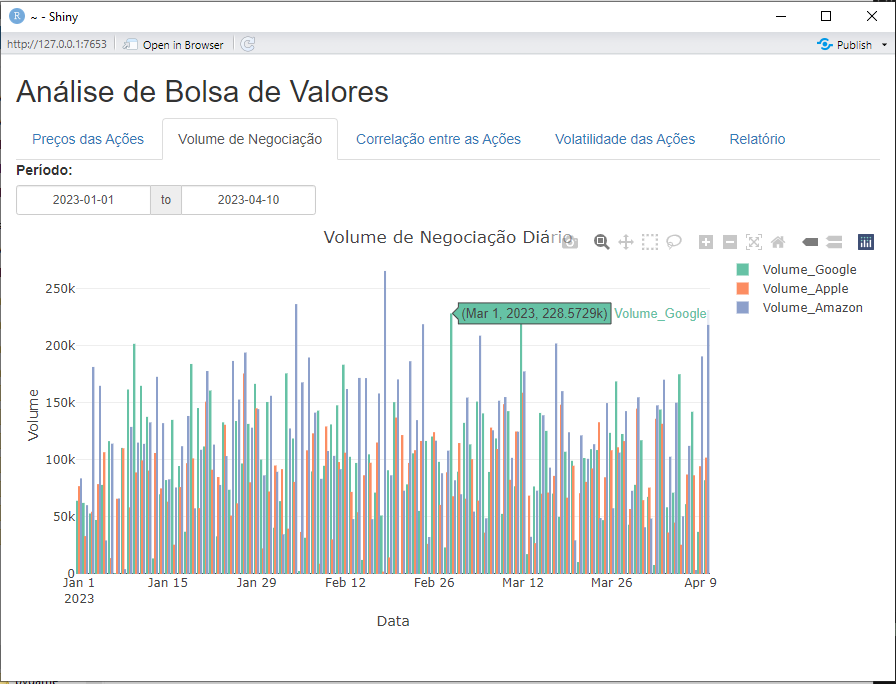 R ~ - Shiny
http://127.0.0.1:7653 Open in Browser Publish
Análise de Bolsa de Valores
Preços das Ações Volume de Negociação Correlação entre as Ações Volatilidade das Ações Relatório
Período:
2023-01-01 to 2023-04-10
Volume de Negociação Diário
Volume_Google
Volume_Apple
Volume_Amazon
(Mar 1, 2023, 228.5729k) Volume_Google
250k
200k
150k
100k
50k
0
Volume
Jan 1 Jan 15 Jan 29 Feb 12 Feb 26 Mar 12 Mar 26 Apr 9
2023
Data